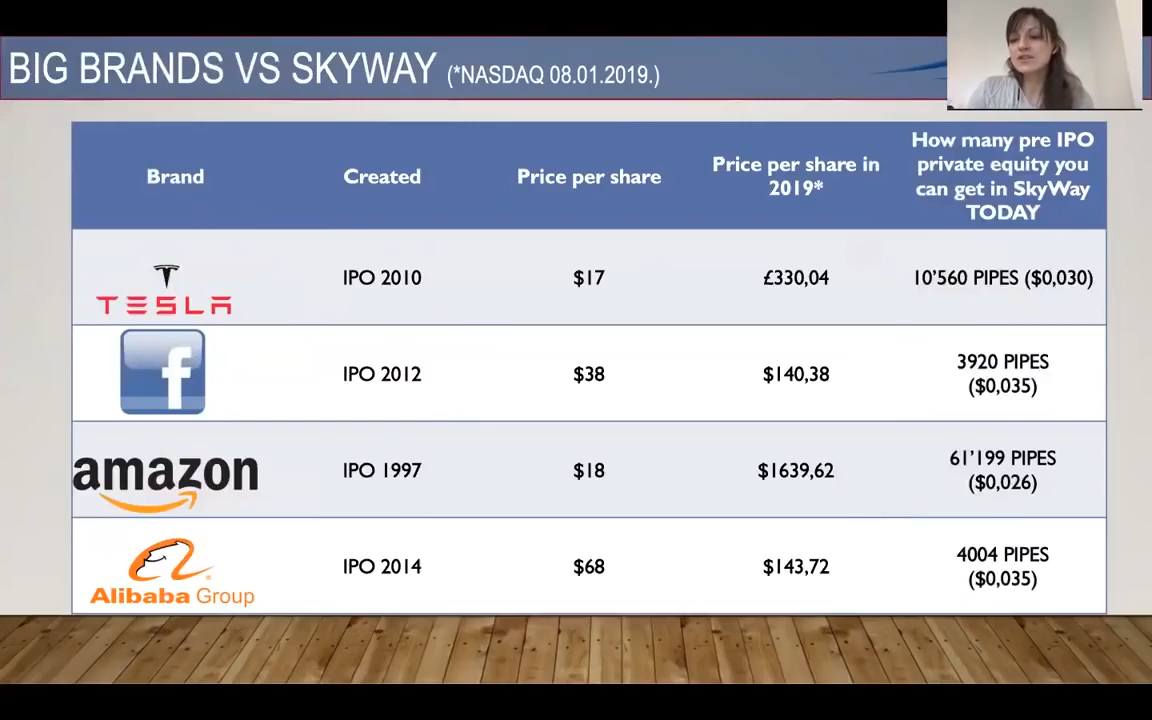 BIG BRANDS VS SKYWAY (*NASDAQ 08.01.2019.)
Brand
Created
Price per share
Price per share in
2019*
How many pre IPO
private equity you
can get in SkyWay
TODAY
TESLA
IPO 2010
$17
£330,04
10’560 PIPES ($0,030)
f
IPO 2012
$38
$140,38
3920 PIPES
($0,035)
amazon
IPO 1997
$18
$1639,62
61’199 PIPES
($0,026)
Alibaba Group
IPO 2014
$68
$143,72
4004 PIPES
($0,035)